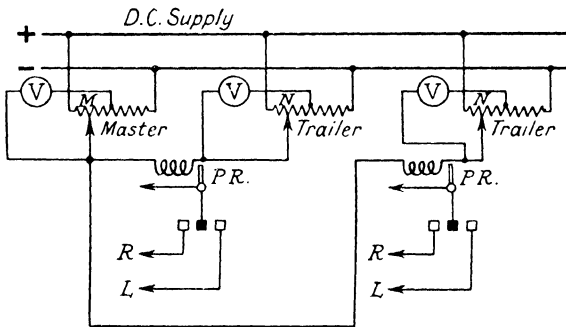 D.C. Supply
+
−
V
M
Master
V
N
Trailer
V
N
Trailer
PR.
PR.
R
L
R
L